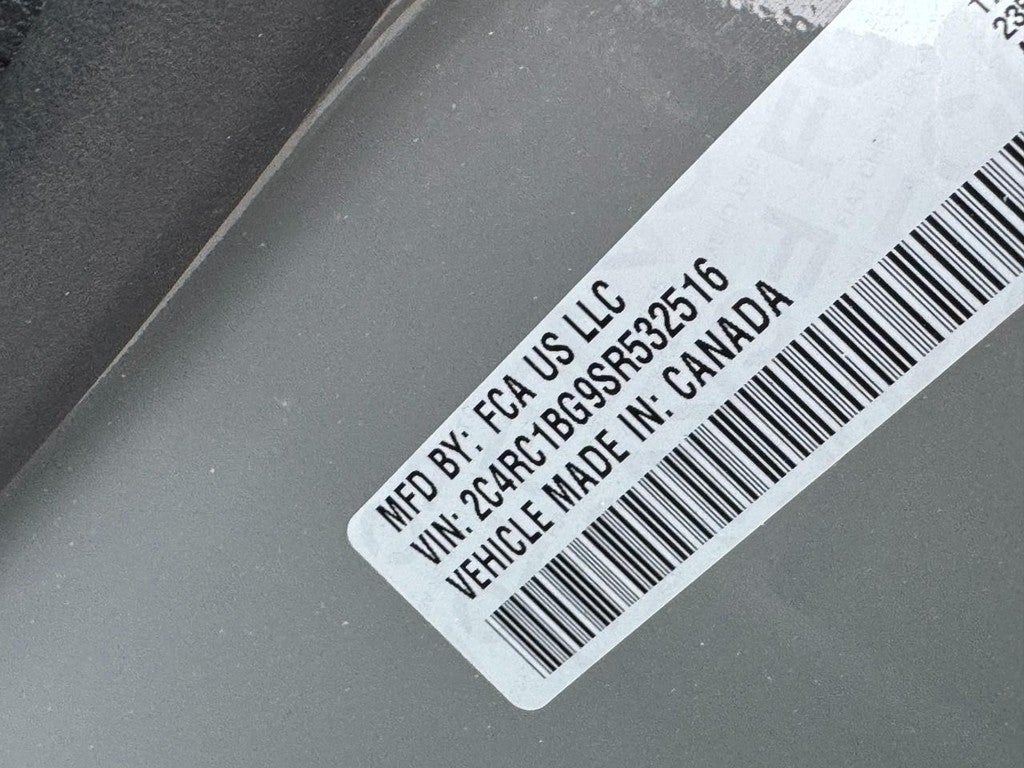 MFD BY: FCA US LLC
VIN: 2C4RC1BG9SR532516
VEHICLE MADE IN: CANADA